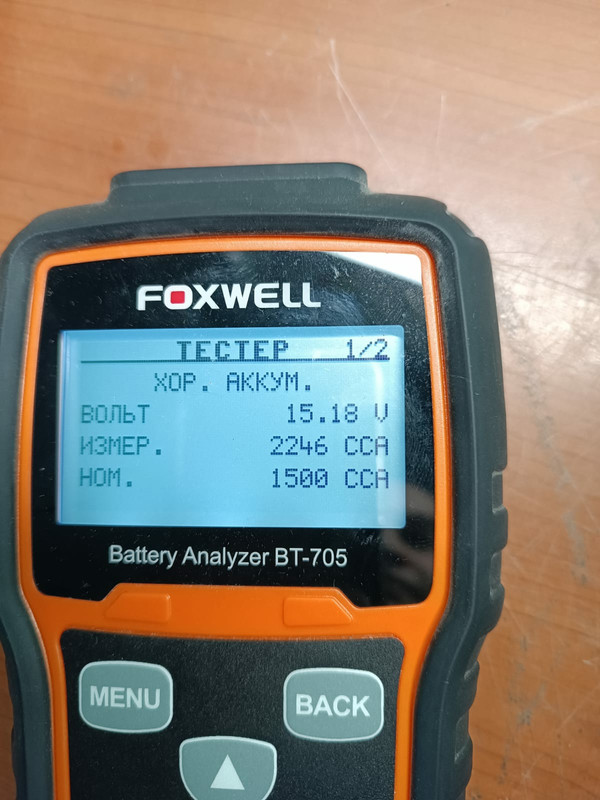 FOXWELL
ТЕСТЕР 1/2
ХОР. АККУМ.
ВОЛЬТ 15.18 V
ИЗМЕР. 2246 CCA
НОМ. 1500 CCA
Battery Analyzer BT-705
MENU BACK